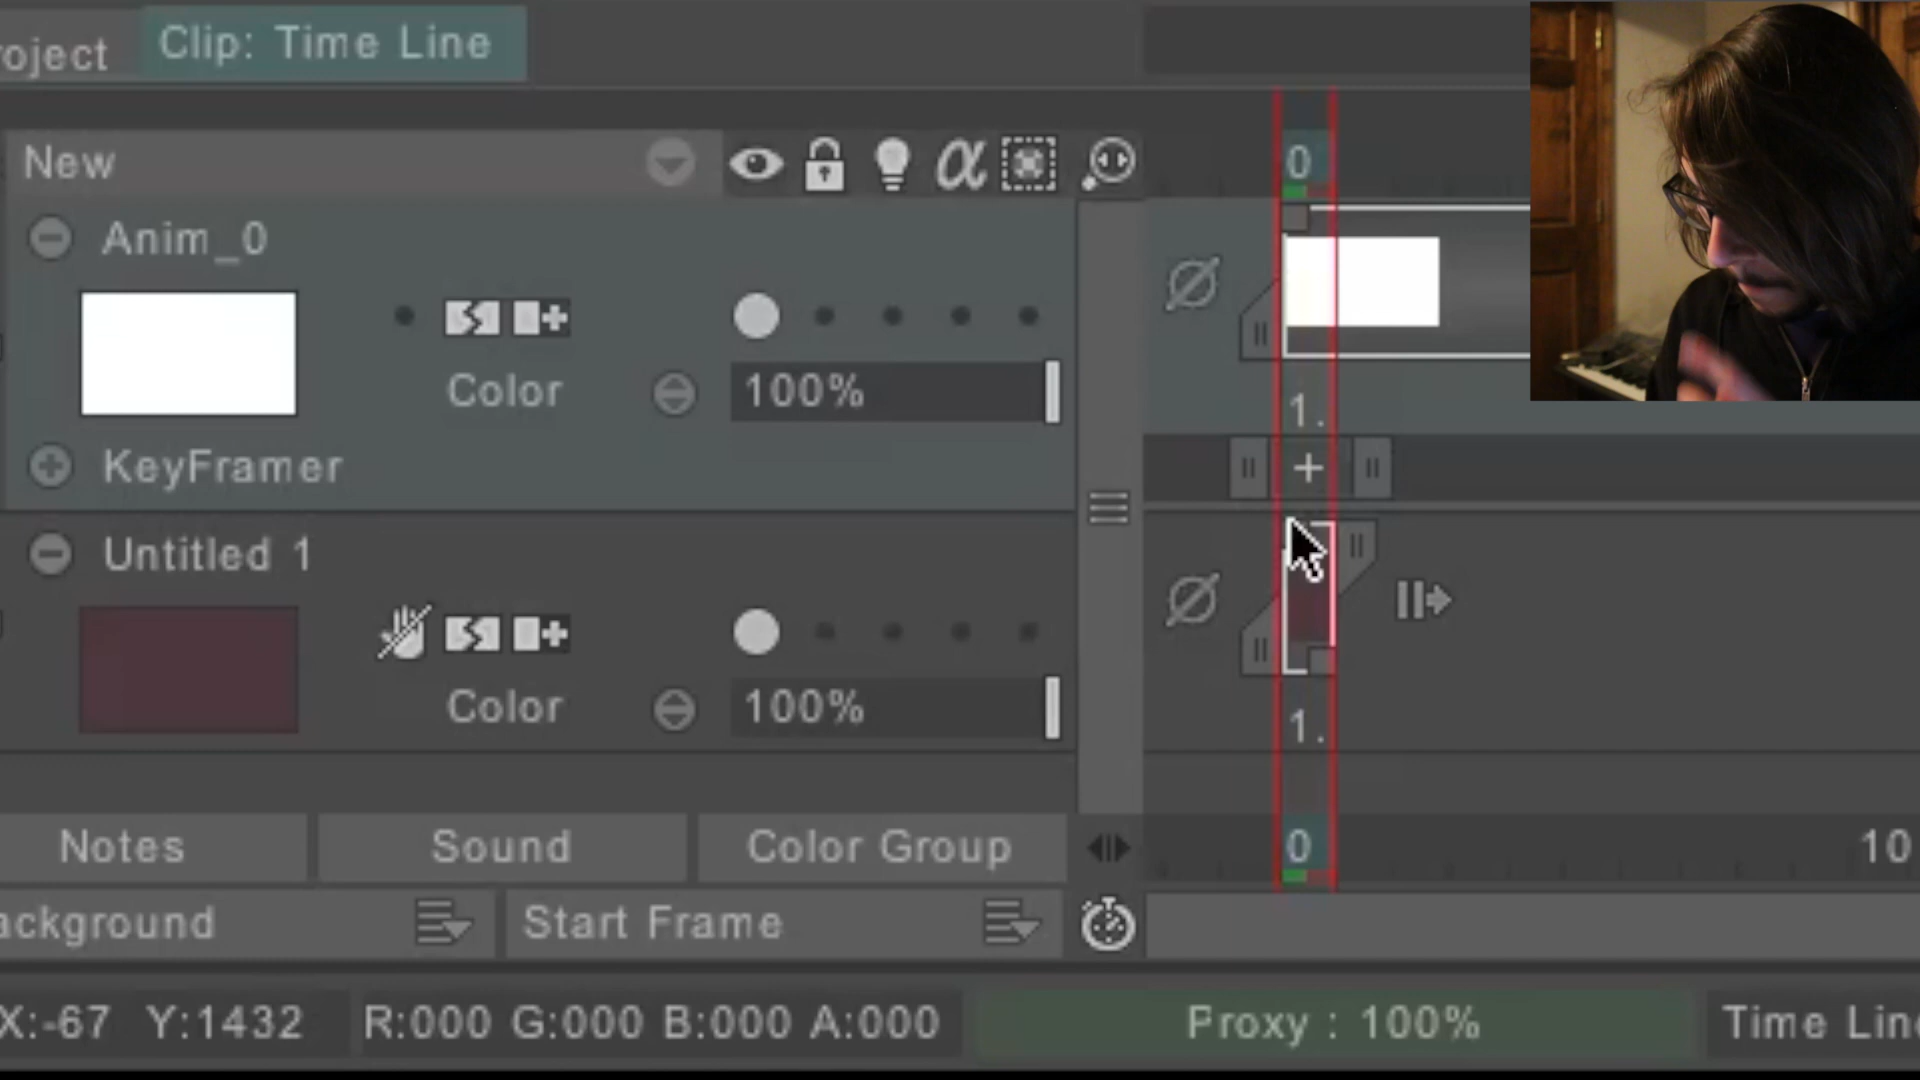 roject
Clip: Time Line
New
0
Anim_0
Color
100%
1.
KeyFramer
Untitled 1
Color
100%
1.
Notes
Sound
Color Group
0
10
ackground
Start Frame
X:-67 Y:1432
R:000 G:000 B:000 A:000
Proxy : 100%
Time Lin